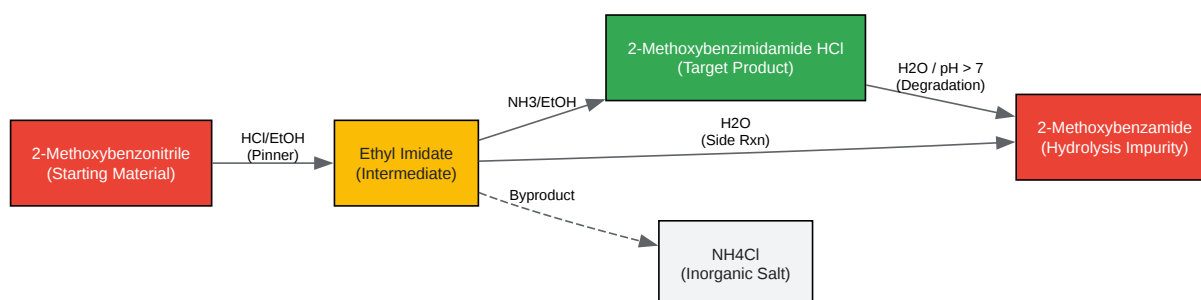 2-Methoxybenzonitrile
(Starting Material)
HCl/EtOH
(Pinner)
Ethyl Imidate
(Intermediate)
NH3/EtOH
2-Methoxybenzimidamide HCl
(Target Product)
H2O / pH > 7
(Degradation)
H2O
(Side Rxn)
2-Methoxybenzamide
(Hydrolysis Impurity)
Byproduct
NH4Cl
(Inorganic Salt)